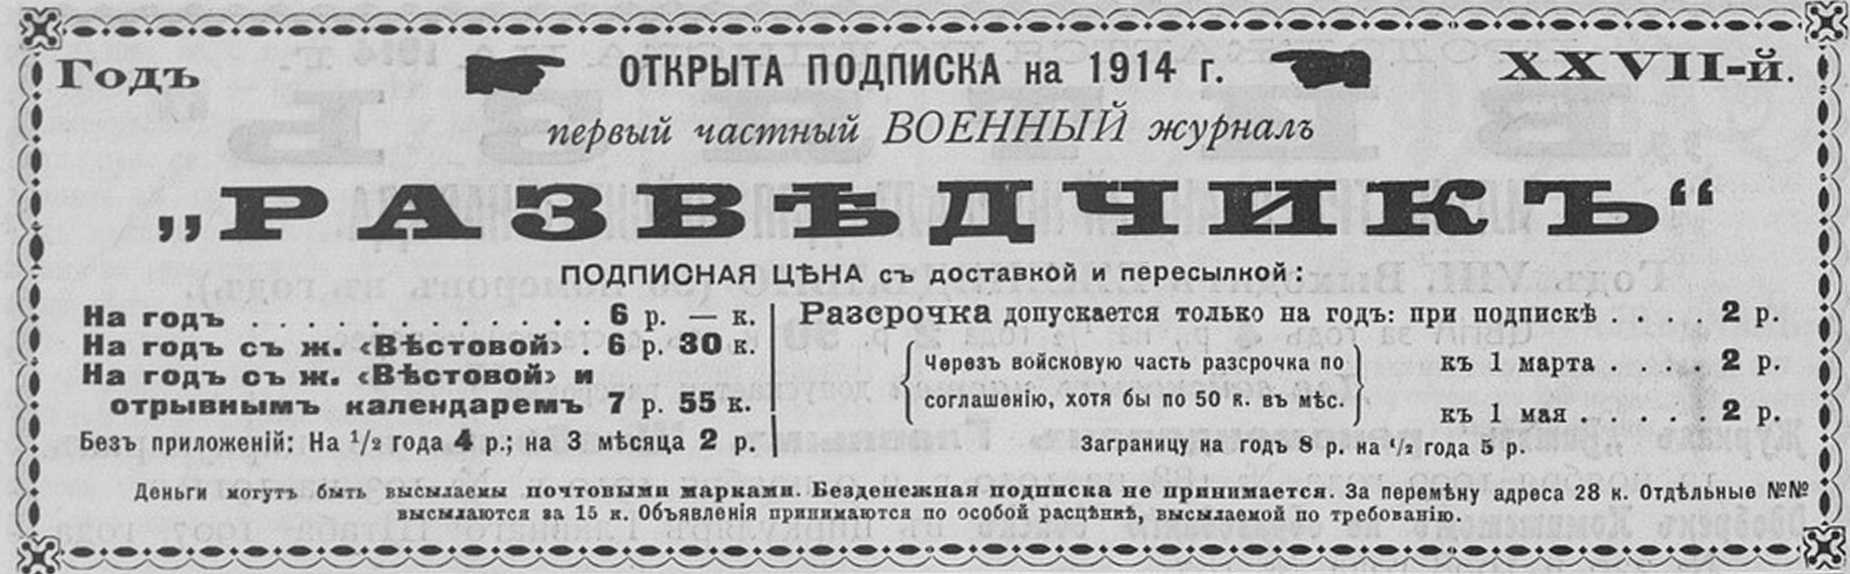 Годъ ОТКРЫТА ПОДПИСКА на 1914 г. XXVII-й.
первый частный ВОЕННЫЙ журналъ
„РАЗВѢДЧИКЪ“
ПОДПИСНАЯ ЦѢНА съ доставкой и пересылкой:
На годъ . . . . . . . . . . . . 6 р. — к.
На годъ съ ж. «Вѣстовой» . 6 р. 30 к.
На годъ съ ж. «Вѣстовой» и
отрывнымъ календаремъ 7 р. 55 к.
Безъ приложеній: На 1/2 года 4 р.; на 3 мѣсяца 2 р.
Разсрочка допускается только на годъ: при подпискѣ . . . . 2 р.
Черезъ войсковую часть разсрочка по
соглашенію, хотя бы по 50 к. въ мѣс.
къ 1 марта . . . . 2 р.
къ 1 мая . . . . . 2 р.
Заграницу на годъ 8 р. на 1/2 года 5 р.
Деньги могутъ быть высылаемы почтовыми марками. Безденежная подписка не принимается. За перемѣну адреса 28 к. Отдѣльные №№
высылаются за 15 к. Объявленія принимаются по особой расцѣнкѣ, высылаемой по требованію.